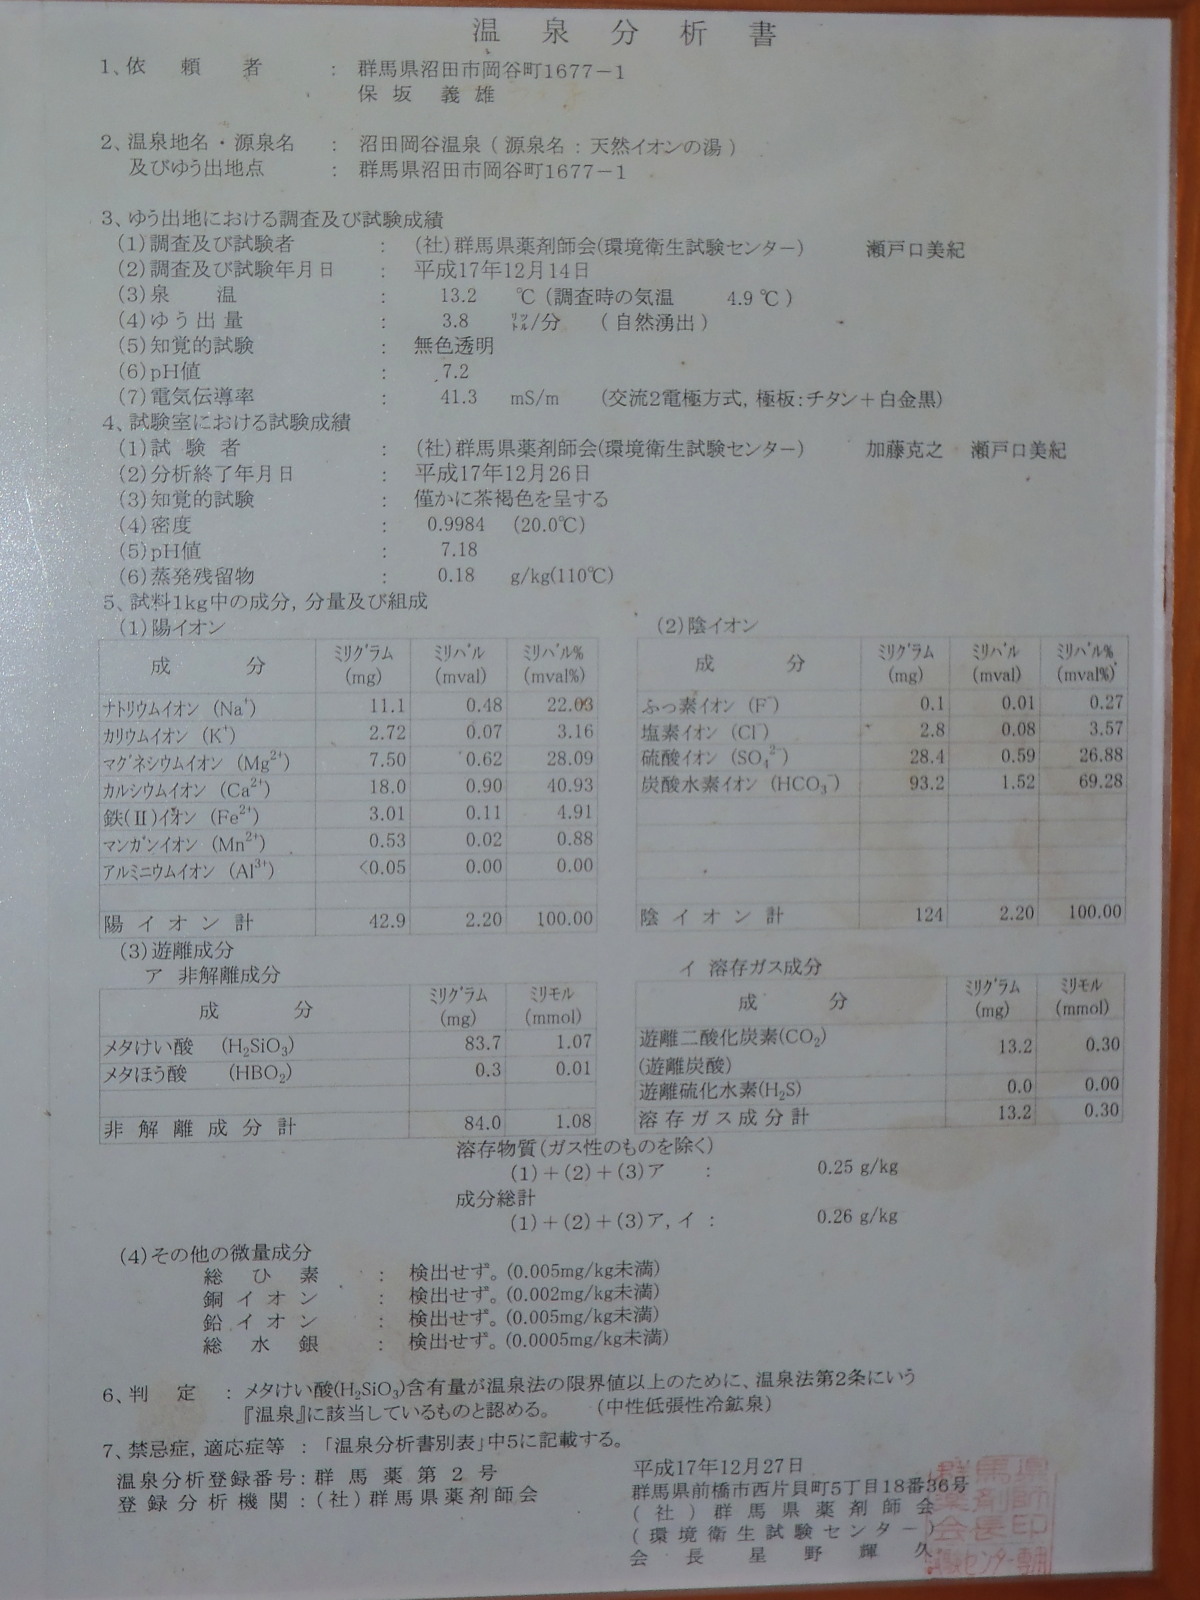 温泉分析書
1、依頼者 : 群馬県沼田市岡谷町1677-1
保坂 義雄
2、温泉地名・源泉名 : 沼田岡谷温泉 ( 源泉名 : 天然イオンの湯 )
及びゆう出地点 : 群馬県沼田市岡谷町1677-1
3、ゆう出地における調査及び試験成績
(1)調査及び試験者 : (社)群馬県薬剤師会(環境衛生試験センター) 瀬戸口美紀
(2)調査及び試験年月日 : 平成17年12月14日
(3)泉 温 : 13.2 ℃ (調査時の気温 4.9 ℃ )
(4)ゆう出量 : 3.8 リットル/分 ( 自然湧出 )
(5)知覚的試験 : 無色透明
(6)pH値 : 7.2
(7)電気伝導率 : 41.3 mS/m (交流2電極方式, 極板:チタン+白金黒)
4、試験室における試験成績
(1)試験者 : (社)群馬県薬剤師会(環境衛生試験センター) 加藤克之 瀬戸口美紀
(2)分析終了年月日 : 平成17年12月26日
(3)知覚的試験 : 僅かに茶褐色を呈する
(4)密度 : 0.9984 (20.0℃)
(5)pH値 : 7.18
(6)蒸発残留物 : 0.18 g/kg(110℃)
5、試料1kg中の成分, 分量及び組成
(1)陽イオン
成分 ミリグラム(mg) ミリバル(mval) ミリバル%(mval%)
ナトリウムイオン (Na⁺) 11.1 0.48 22.03
カリウムイオン (K⁺) 2.72 0.07 3.16
マグネシウムイオン (Mg²⁺) 7.50 0.62 28.09
カルシウムイオン (Ca²⁺) 18.0 0.90 40.93
鉄(Ⅱ)イオン (Fe²⁺) 3.01 0.11 4.91
マンガンイオン (Mn²⁺) 0.53 0.02 0.88
アルミニウムイオン (Al³⁺) <0.05 0.00 0.00
陽イオン計 42.9 2.20 100.00
(2)陰イオン
成分 ミリグラム(mg) ミリバル(mval) ミリバル%(mval%)
ふっ素イオン (F⁻) 0.1 0.01 0.27
塩素イオン (Cl⁻) 2.8 0.08 3.57
硫酸イオン (SO₄²⁻) 28.4 0.59 26.88
炭酸水素イオン (HCO₃⁻) 93.2 1.52 69.28
陰イオン計 124 2.20 100.00
(3)遊離成分
ア 非解離成分
成分 ミリグラム(mg) ミリモル(mmol)
メタけい酸 (H₂SiO₃) 83.7 1.07
メタほう酸 (HBO₂) 0.3 0.01
非解離成分計 84.0 1.08
イ 溶存ガス成分
成分 ミリグラム(mg) ミリモル(mmol)
遊離二酸化炭素(CO₂) 13.2 0.30
(遊離炭酸)
遊離硫化水素(H₂S) 0.0 0.00
溶存ガス成分計 13.2 0.30
溶存物質(ガス性のものを除く)
(1)+(2)+(3)ア : 0.25 g/kg
成分総計
(1)+(2)+(3)ア,イ : 0.26 g/kg
(4)その他の微量成分
総ひ素 : 検出せず。(0.005mg/kg未満)
銅イオン : 検出せず。(0.002mg/kg未満)
鉛イオン : 検出せず。(0.005mg/kg未満)
総水銀 : 検出せず。(0.0005mg/kg未満)
6、判定 : メタけい酸(H₂SiO₃)含有量が温泉法の限界値以上のために、温泉法第2条にいう
『温泉』に該当しているものと認める。 (中性低張性冷鉱泉)
7、禁忌症, 適応症等 : 「温泉分析書別表」中5に記載する。
温泉分析登録番号:群馬薬第2号
登録分析機関:(社)群馬県薬剤師会
平成17年12月27日
群馬県前橋市西片貝町5丁目18番36号
(社)群馬県薬剤師会
(環境衛生試験センター)
会長 星野輝久
群馬県
薬剤師
会長印
試験センター専用